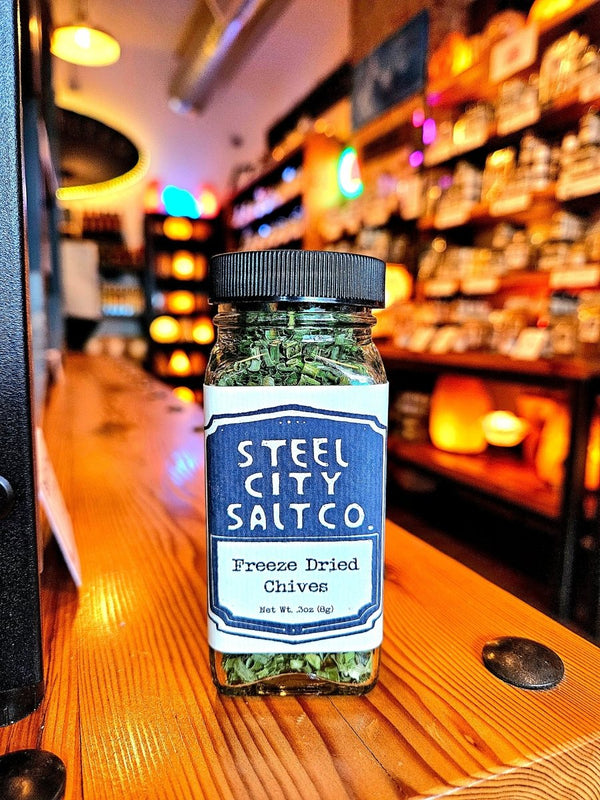 STEEL
CITY
SALT CO.
Freeze Dried
Chives
Net Wt. .3oz (8g)